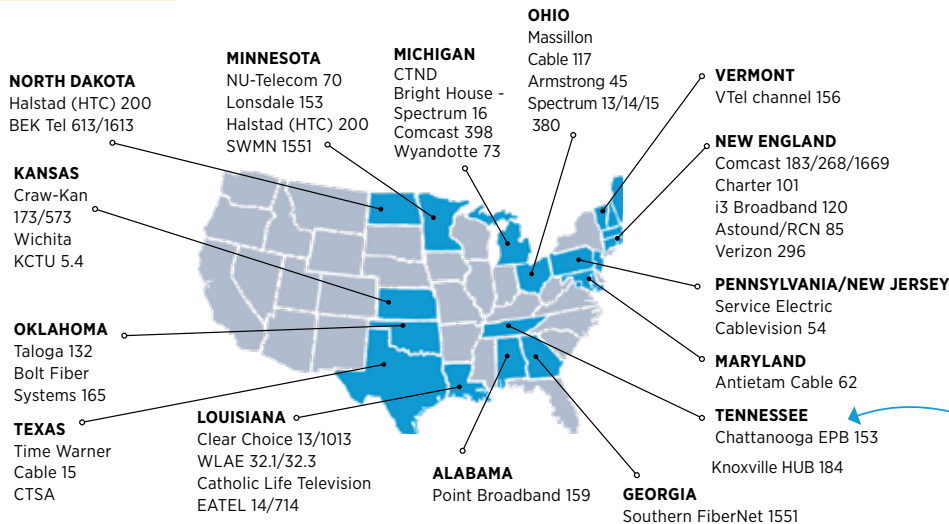 NORTH DAKOTA
Halstad (HTC) 200
BEK Tel 613/1613
MINNESOTA
NU-Telecom 70
Lonsdale 153
Halstad (HTC) 200
SWMN 1551
MICHIGAN
CTND
Bright House -
Spectrum 16
Comcast 398
Wyandotte 73
OHIO
Massillon
Cable 117
Armstrong 45
Spectrum 13/14/15
380
VERMONT
VTel channel 156
NEW ENGLAND
Comcast 183/268/1669
Charter 101
i3 Broadband 120
Astound/RCN 85
Verizon 296
KANSAS
Craw-Kan
173/573
Wichita
KCTU 5.4
PENNSYLVANIA/NEW JERSEY
Service Electric
Cablevision 54
OKLAHOMA
Taloga 132
Bolt Fiber
Systems 165
MARYLAND
Antietam Cable 62
TEXAS
Time Warner
Cable 15
CTSA
LOUISIANA
Clear Choice 13/1013
WLAE 32.1/32.3
Catholic Life Television
EATEL 14/714
ALABAMA
Point Broadband 159
TENNESSEE
Chattanooga EPB 153
Knoxville HUB 184
GEORGIA
Southern FiberNet 1551